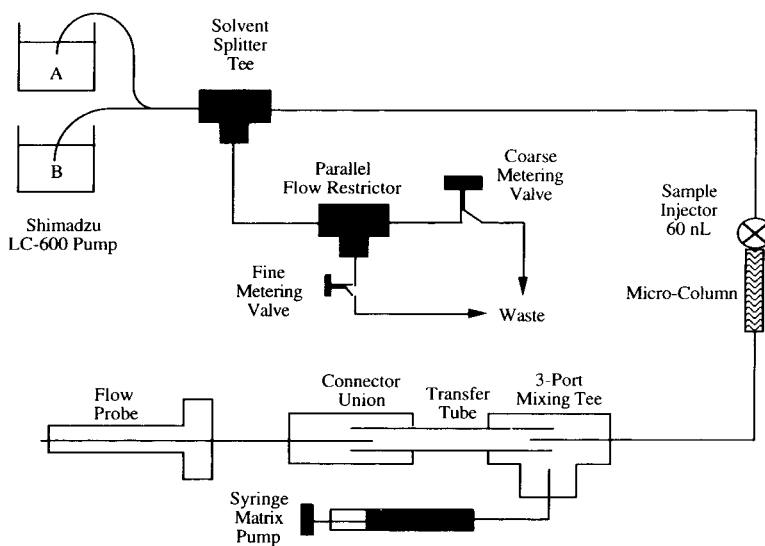 Solvent
Splitter
Tee
A
B
Shimadzu
LC-600 Pump
Parallel
Flow Restrictor
Coarse
Metering
Valve
Fine
Metering
Valve
Waste
Sample
Injector
60 nL
Micro-Column
Flow
Probe
Connector
Union
Transfer
Tube
3-Port
Mixing Tee
Syringe
Matrix
Pump